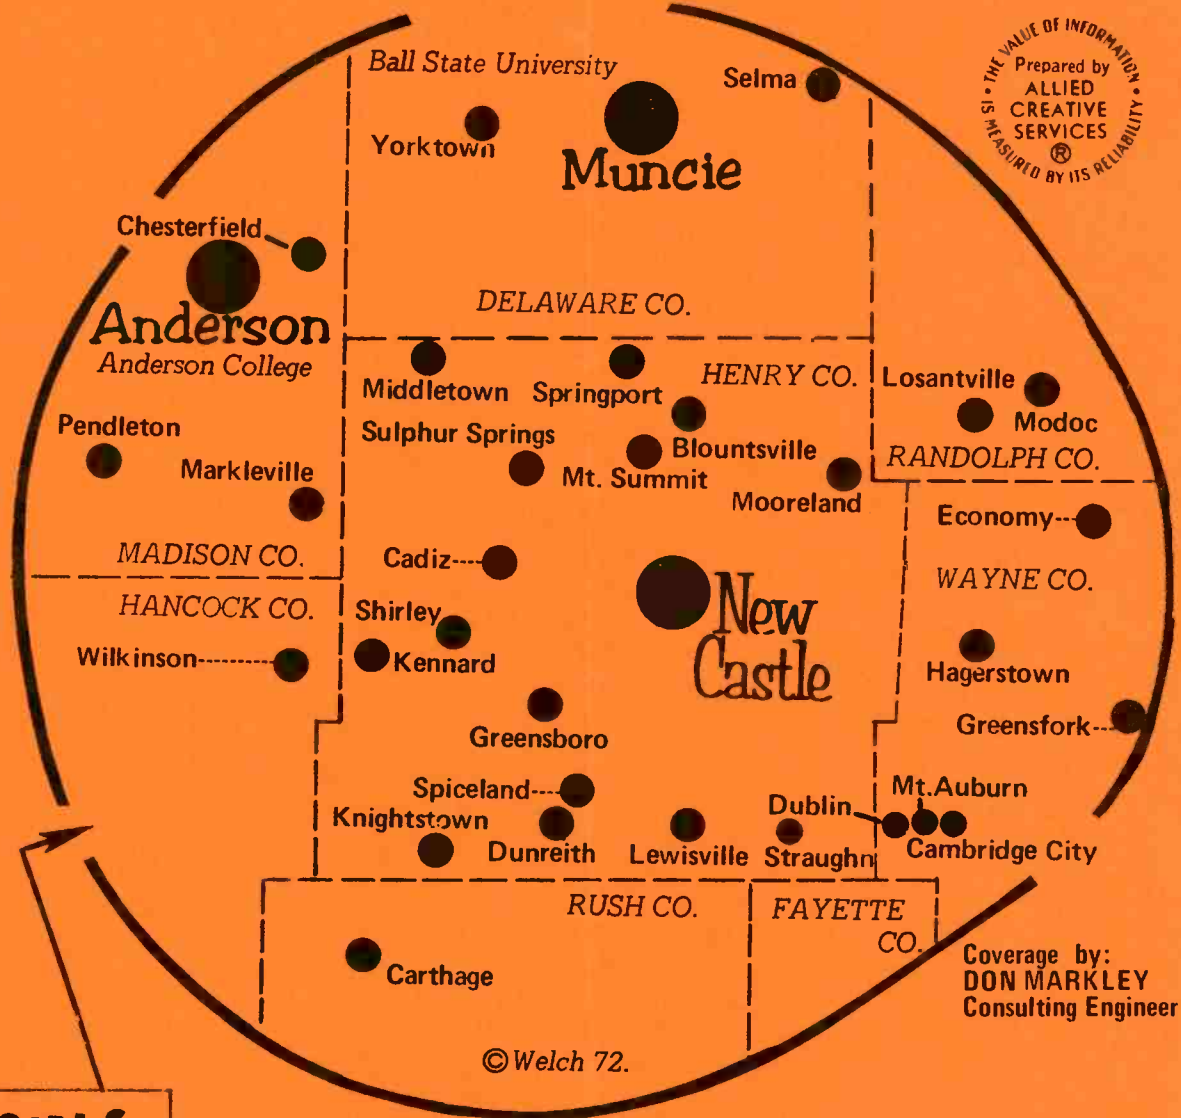 Ball State University
Selma
Yorktown
Muncie
THE VALUE OF INFORMATION • IS MEASURED BY ITS RELIABILITY •
Prepared by
ALLIED
CREATIVE
SERVICES
®
Chesterfield
Anderson
Anderson College
DELAWARE CO.
HENRY CO.
Middletown
Springport
Losantville
Modoc
Pendleton
Sulphur Springs
Blountsville
Markleville
Mt. Summit
RANDOLPH CO.
Mooreland
Economy
MADISON CO.
Cadiz
WAYNE CO.
HANCOCK CO.
New
Castle
Shirley
Wilkinson
Kennard
Hagerstown
Greensboro
Greensfork
Spiceland
Mt.Auburn
Dublin
Knightstown
Dunreith
Lewisville
Straughn
Cambridge City
RUSH CO.
FAYETTE
CO.
Carthage
Coverage by:
DON MARKLEY
Consulting Engineer
© Welch 72.